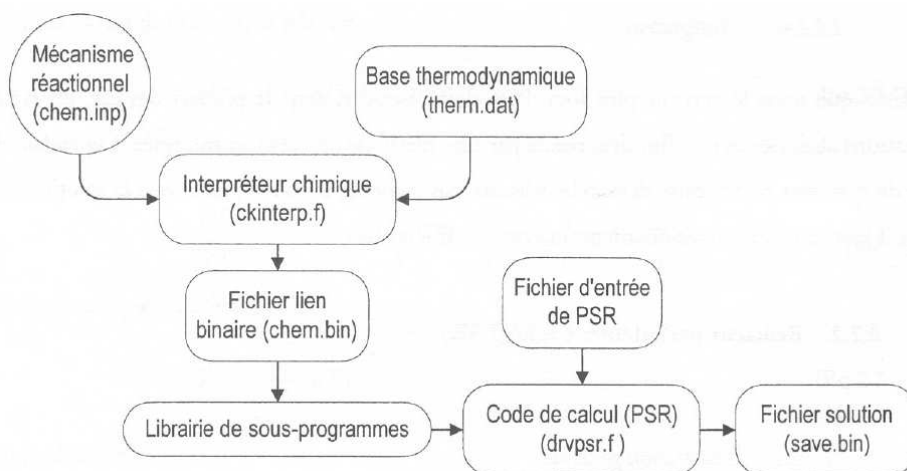 Mécanisme
réactionnel
(chem.inp)
Base thermodynamique
(therm.dat)
Interpréteur chimique
(ckinterp.f)
Fichier lien
binaire (chem.bin)
Fichier d'entrée
de PSR
Librairie de sous-programmes
Code de calcul (PSR)
(drvpsr.f )
Fichier solution
(save.bin)